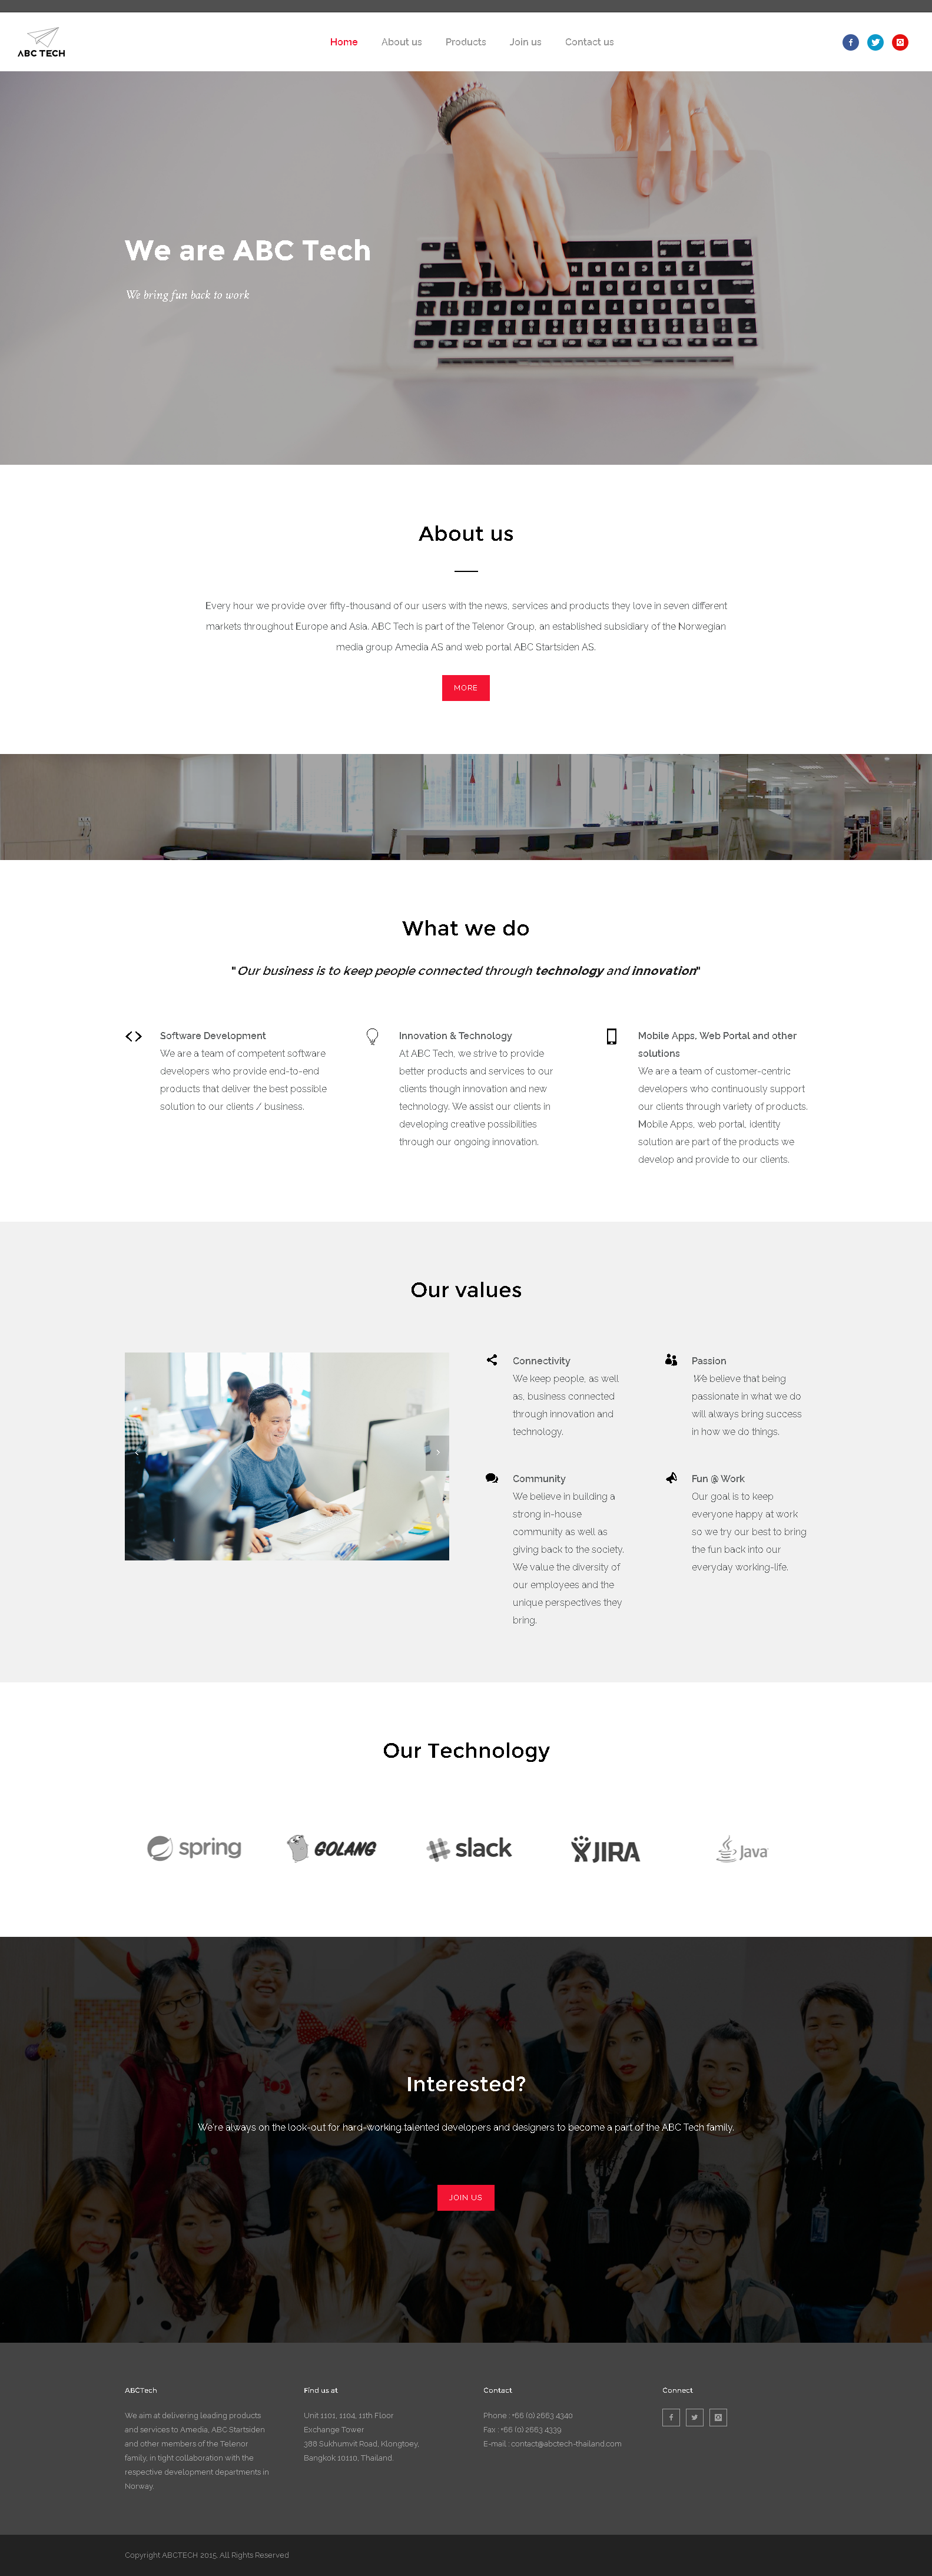 ABC TECH
Home About us Products Join us Contact us
We are ABC Tech
We bring fun back to work
About us
Every hour we provide over fifty-thousand of our users with the news, services and products they love in seven different
markets throughout Europe and Asia. ABC Tech is part of the Telenor Group, an established subsidiary of the Norwegian
media group Amedia AS and web portal ABC Startsiden AS.
MORE
What we do
"Our business is to keep people connected through technology and innovation"
Software Development
We are a team of competent software
developers who provide end-to-end
products that deliver the best possible
solution to our clients / business.
Innovation & Technology
At ABC Tech, we strive to provide
better products and services to our
clients though innovation and new
technology. We assist our clients in
developing creative possibilities
through our ongoing innovation.
Mobile Apps, Web Portal and other
solutions
We are a team of customer-centric
developers who continuously support
our clients through variety of products.
Mobile Apps, web portal, identity
solution are part of the products we
develop and provide to our clients.
Our values
Connectivity
We keep people, as well
as, business connected
through innovation and
technology.
Passion
We believe that being
passionate in what we do
will always bring success
in how we do things.
Community
We believe in building a
strong in-house
community as well as
giving back to the society.
We value the diversity of
our employees and the
unique perspectives they
bring.
Fun @ Work
Our goal is to keep
everyone happy at work
so we try our best to bring
the fun back into our
everyday working-life.
Our Technology
spring GOLANG slack JIRA Java
Interested?
We're always on the look-out for hard-working talented developers and designers to become a part of the ABC Tech family.
JOIN US
ABCTech
We aim at delivering leading products
and services to Amedia, ABC Startsiden
and other members of the Telenor
family, in tight collaboration with the
respective development departments in
Norway.
Find us at
Unit 1101, 1104, 11th Floor
Exchange Tower
388 Sukhumvit Road, Klongtoey,
Bangkok 10110, Thailand.
Contact
Phone : +66 (0) 2663 4340
Fax : +66 (0) 2663 4339
E-mail : contact@abctech-thailand.com
Connect
Copyright ABCTECH 2015. All Rights Reserved